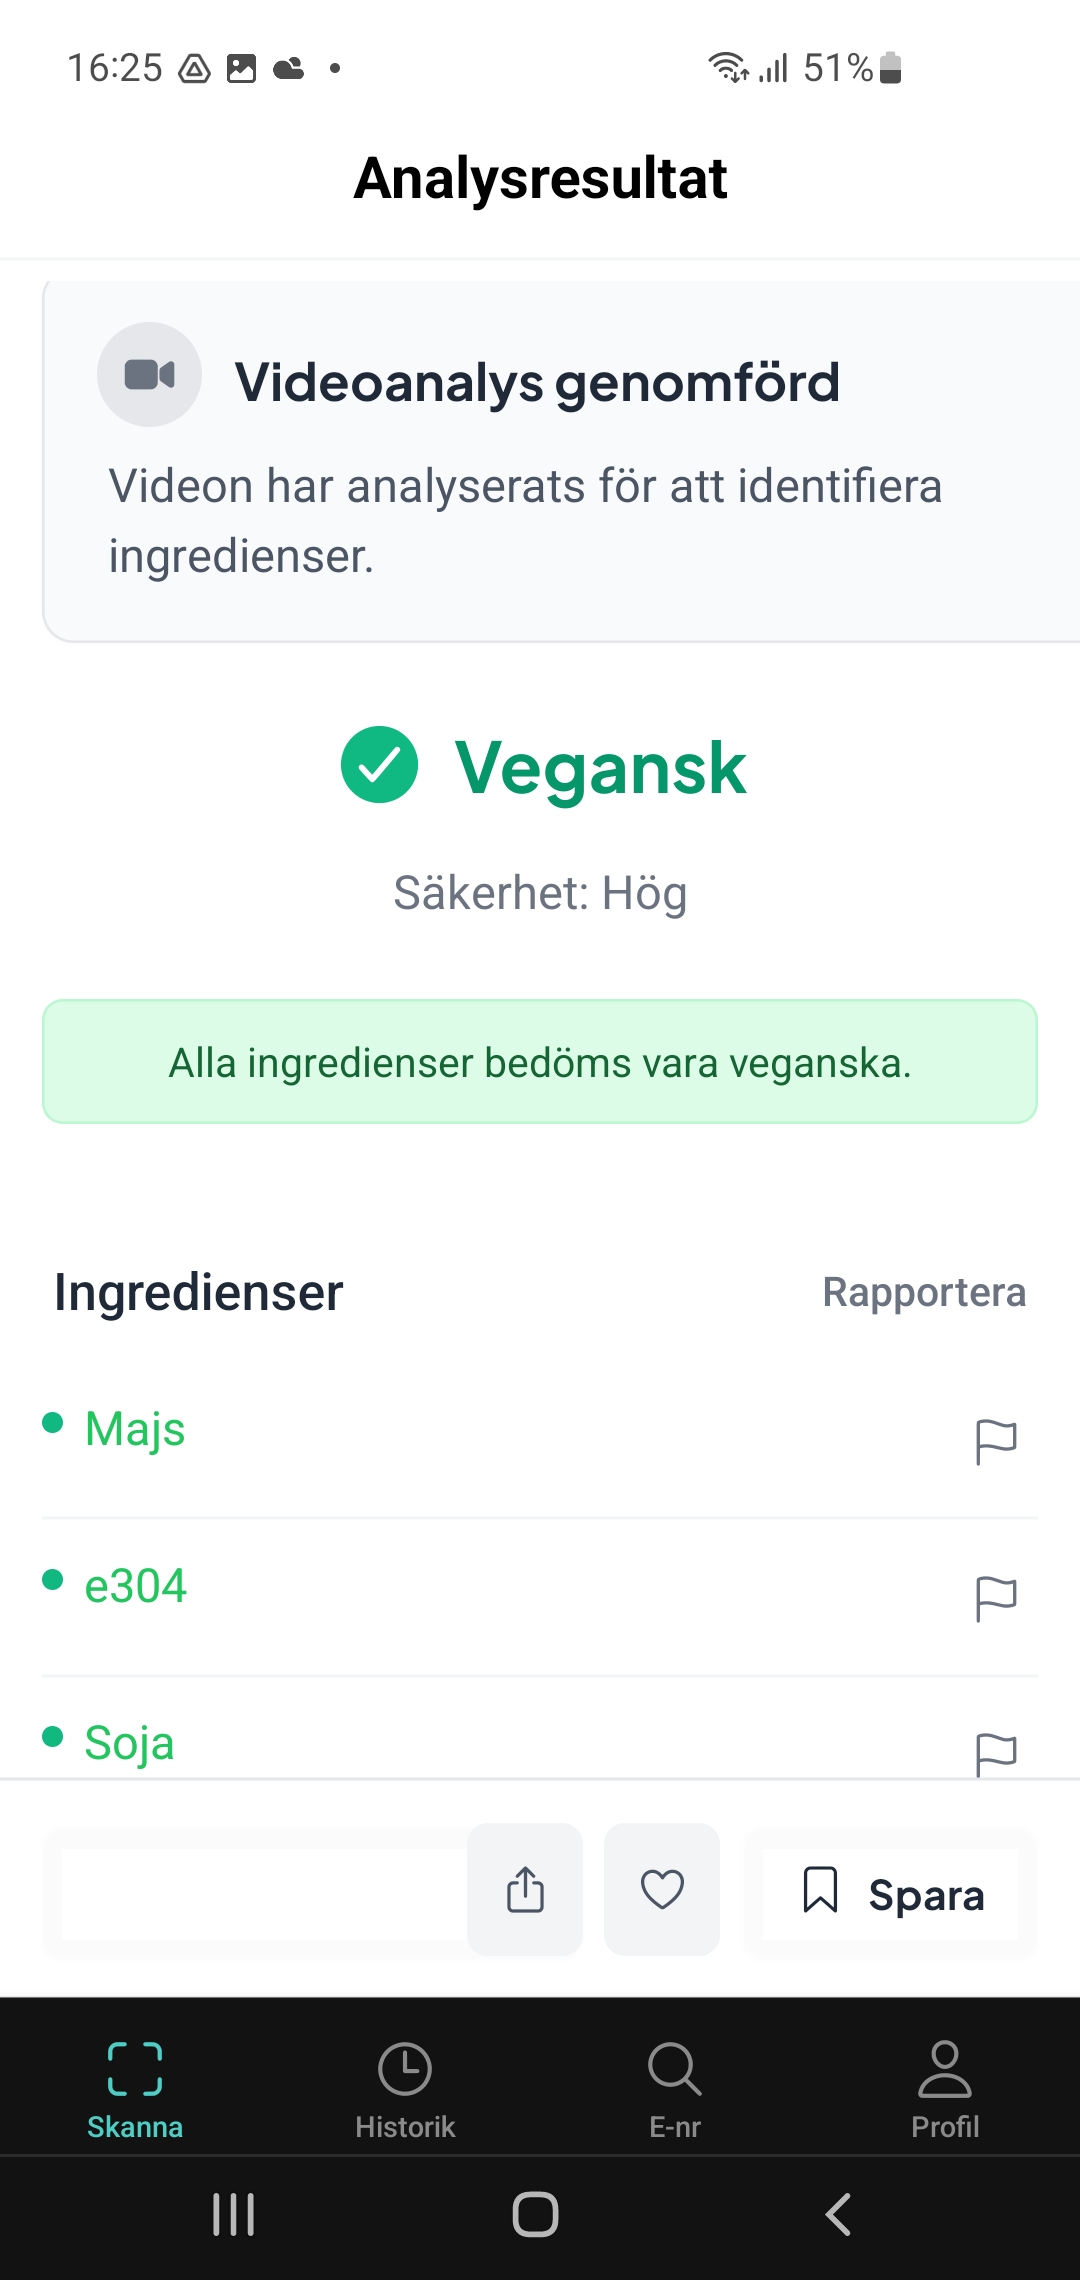 16:25
51%
Analysresultat
Videoanalys genomförd
Videon har analyserats för att identifiera
ingredienser.
Vegansk
Säkerhet: Hög
Alla ingredienser bedöms vara veganska.
Ingredienser
Rapportera
Majs
e304
Soja
Spara
Skanna
Historik
E-nr
Profil